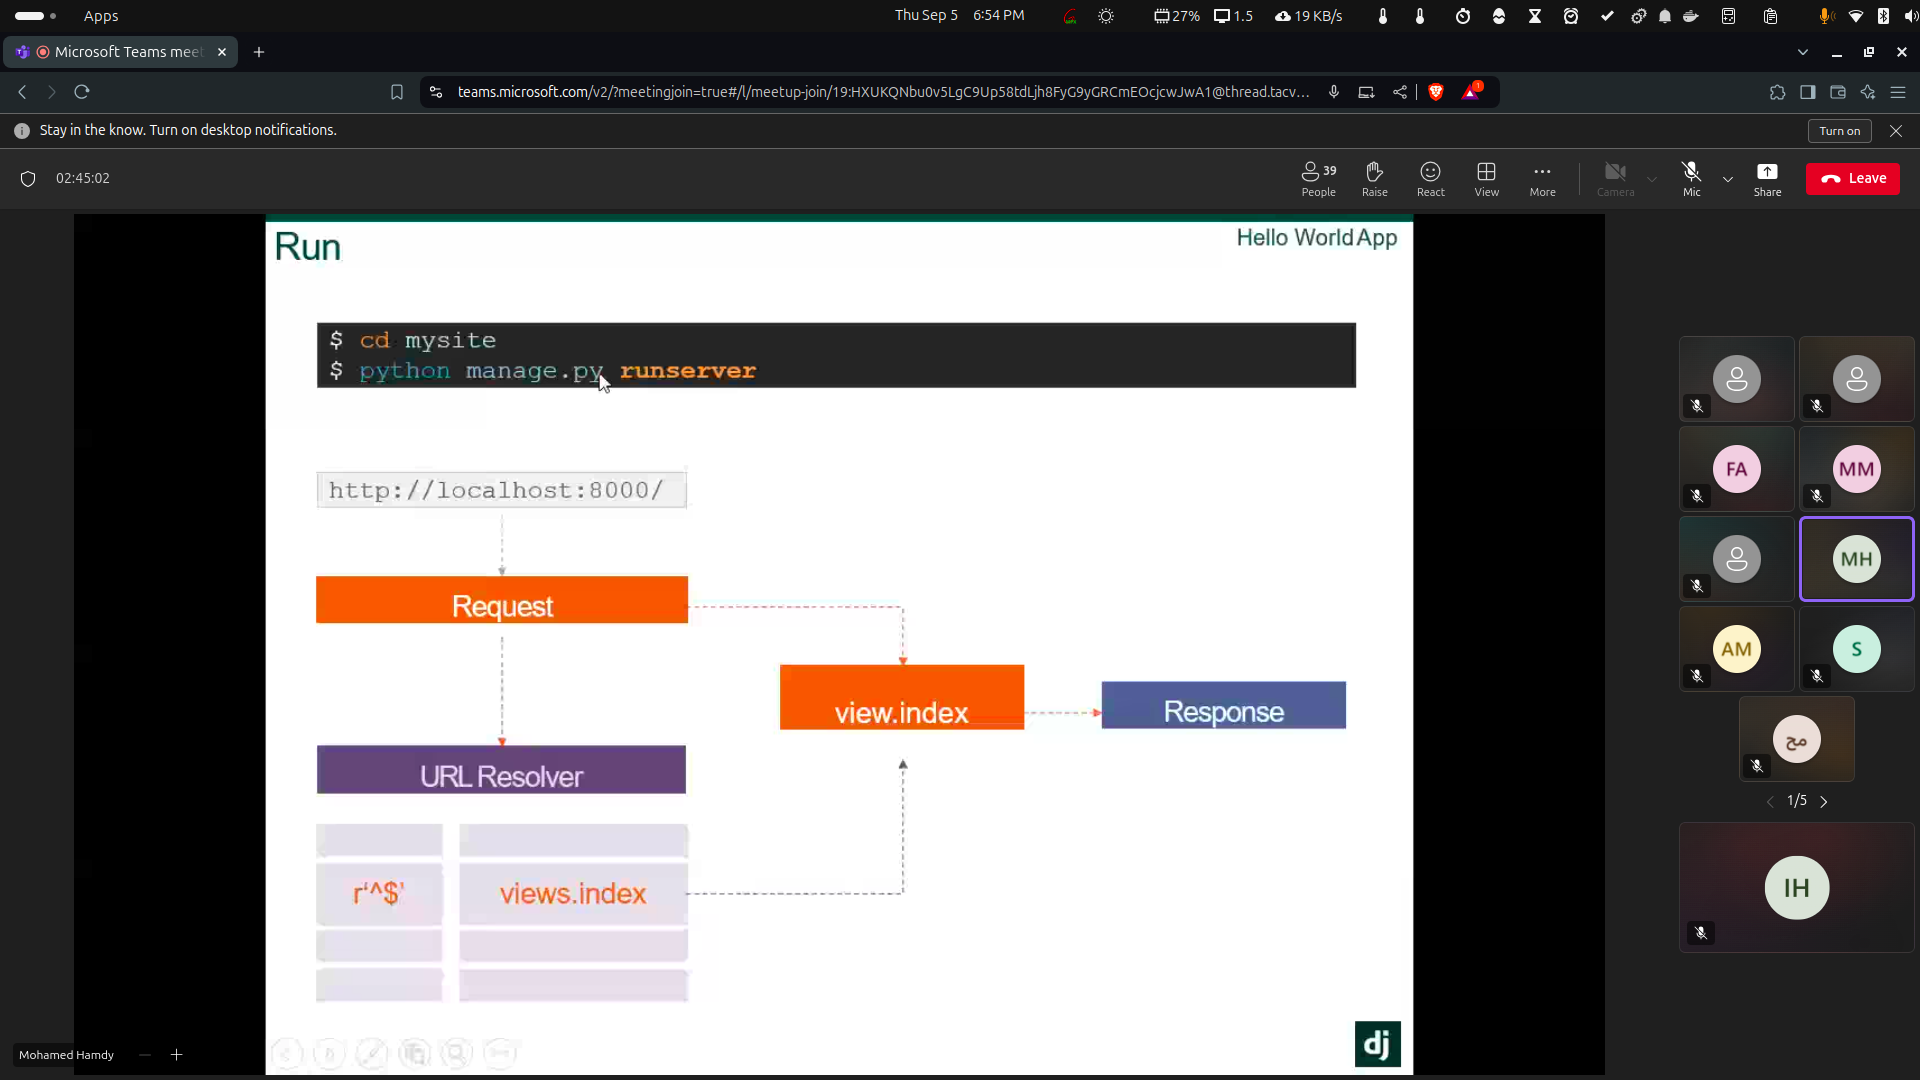 Apps
Thu Sep 5 6:54 PM
27%
1.5
19 KB/s
Microsoft Teams meet
teams.microsoft.com/v2/?meetingjoin=true#/l/meetup-join/19:HXUKQNbu0v5LgC9Up58tdLjh8FyG9yGRCmEOcjcwJwA1@thread.tacv...
1
Stay in the know. Turn on desktop notifications.
Turn on
02:45:02
39
People
Raise
React
View
More
Camera
Mic
Share
Leave
Run
Hello World App
$ cd mysite
$ python manage.py runserver
http://localhost:8000/
Request
view.index
Response
URL Resolver
r'^$'
views.index
dj
FA
MM
MH
AM
S
مح
1/5
IH
Mohamed Hamdy